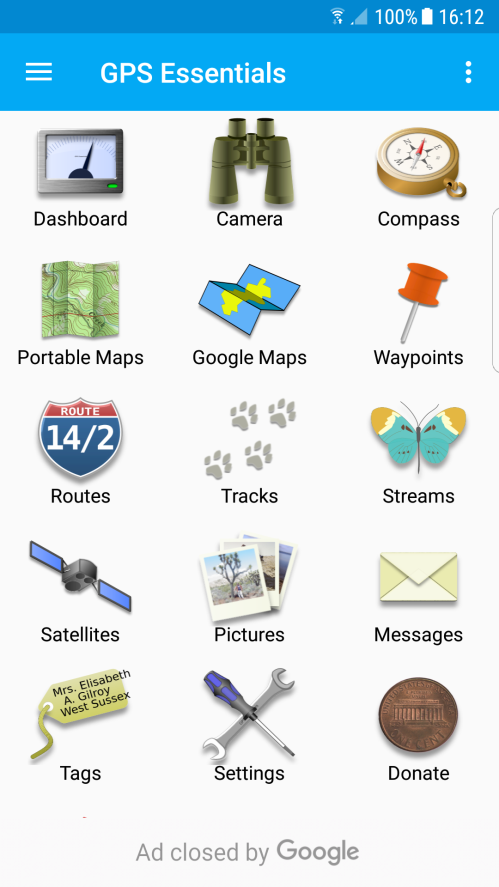 100% 16:12
GPS Essentials
Dashboard
Camera
Compass
Portable Maps
Google Maps
Waypoints
ROUTE
14/2
Routes
Tracks
Streams
Satellites
Pictures
Messages
Mrs. Elisabeth
A. Gilroy
West Sussex
Tags
Settings
Donate
Ad closed by Google